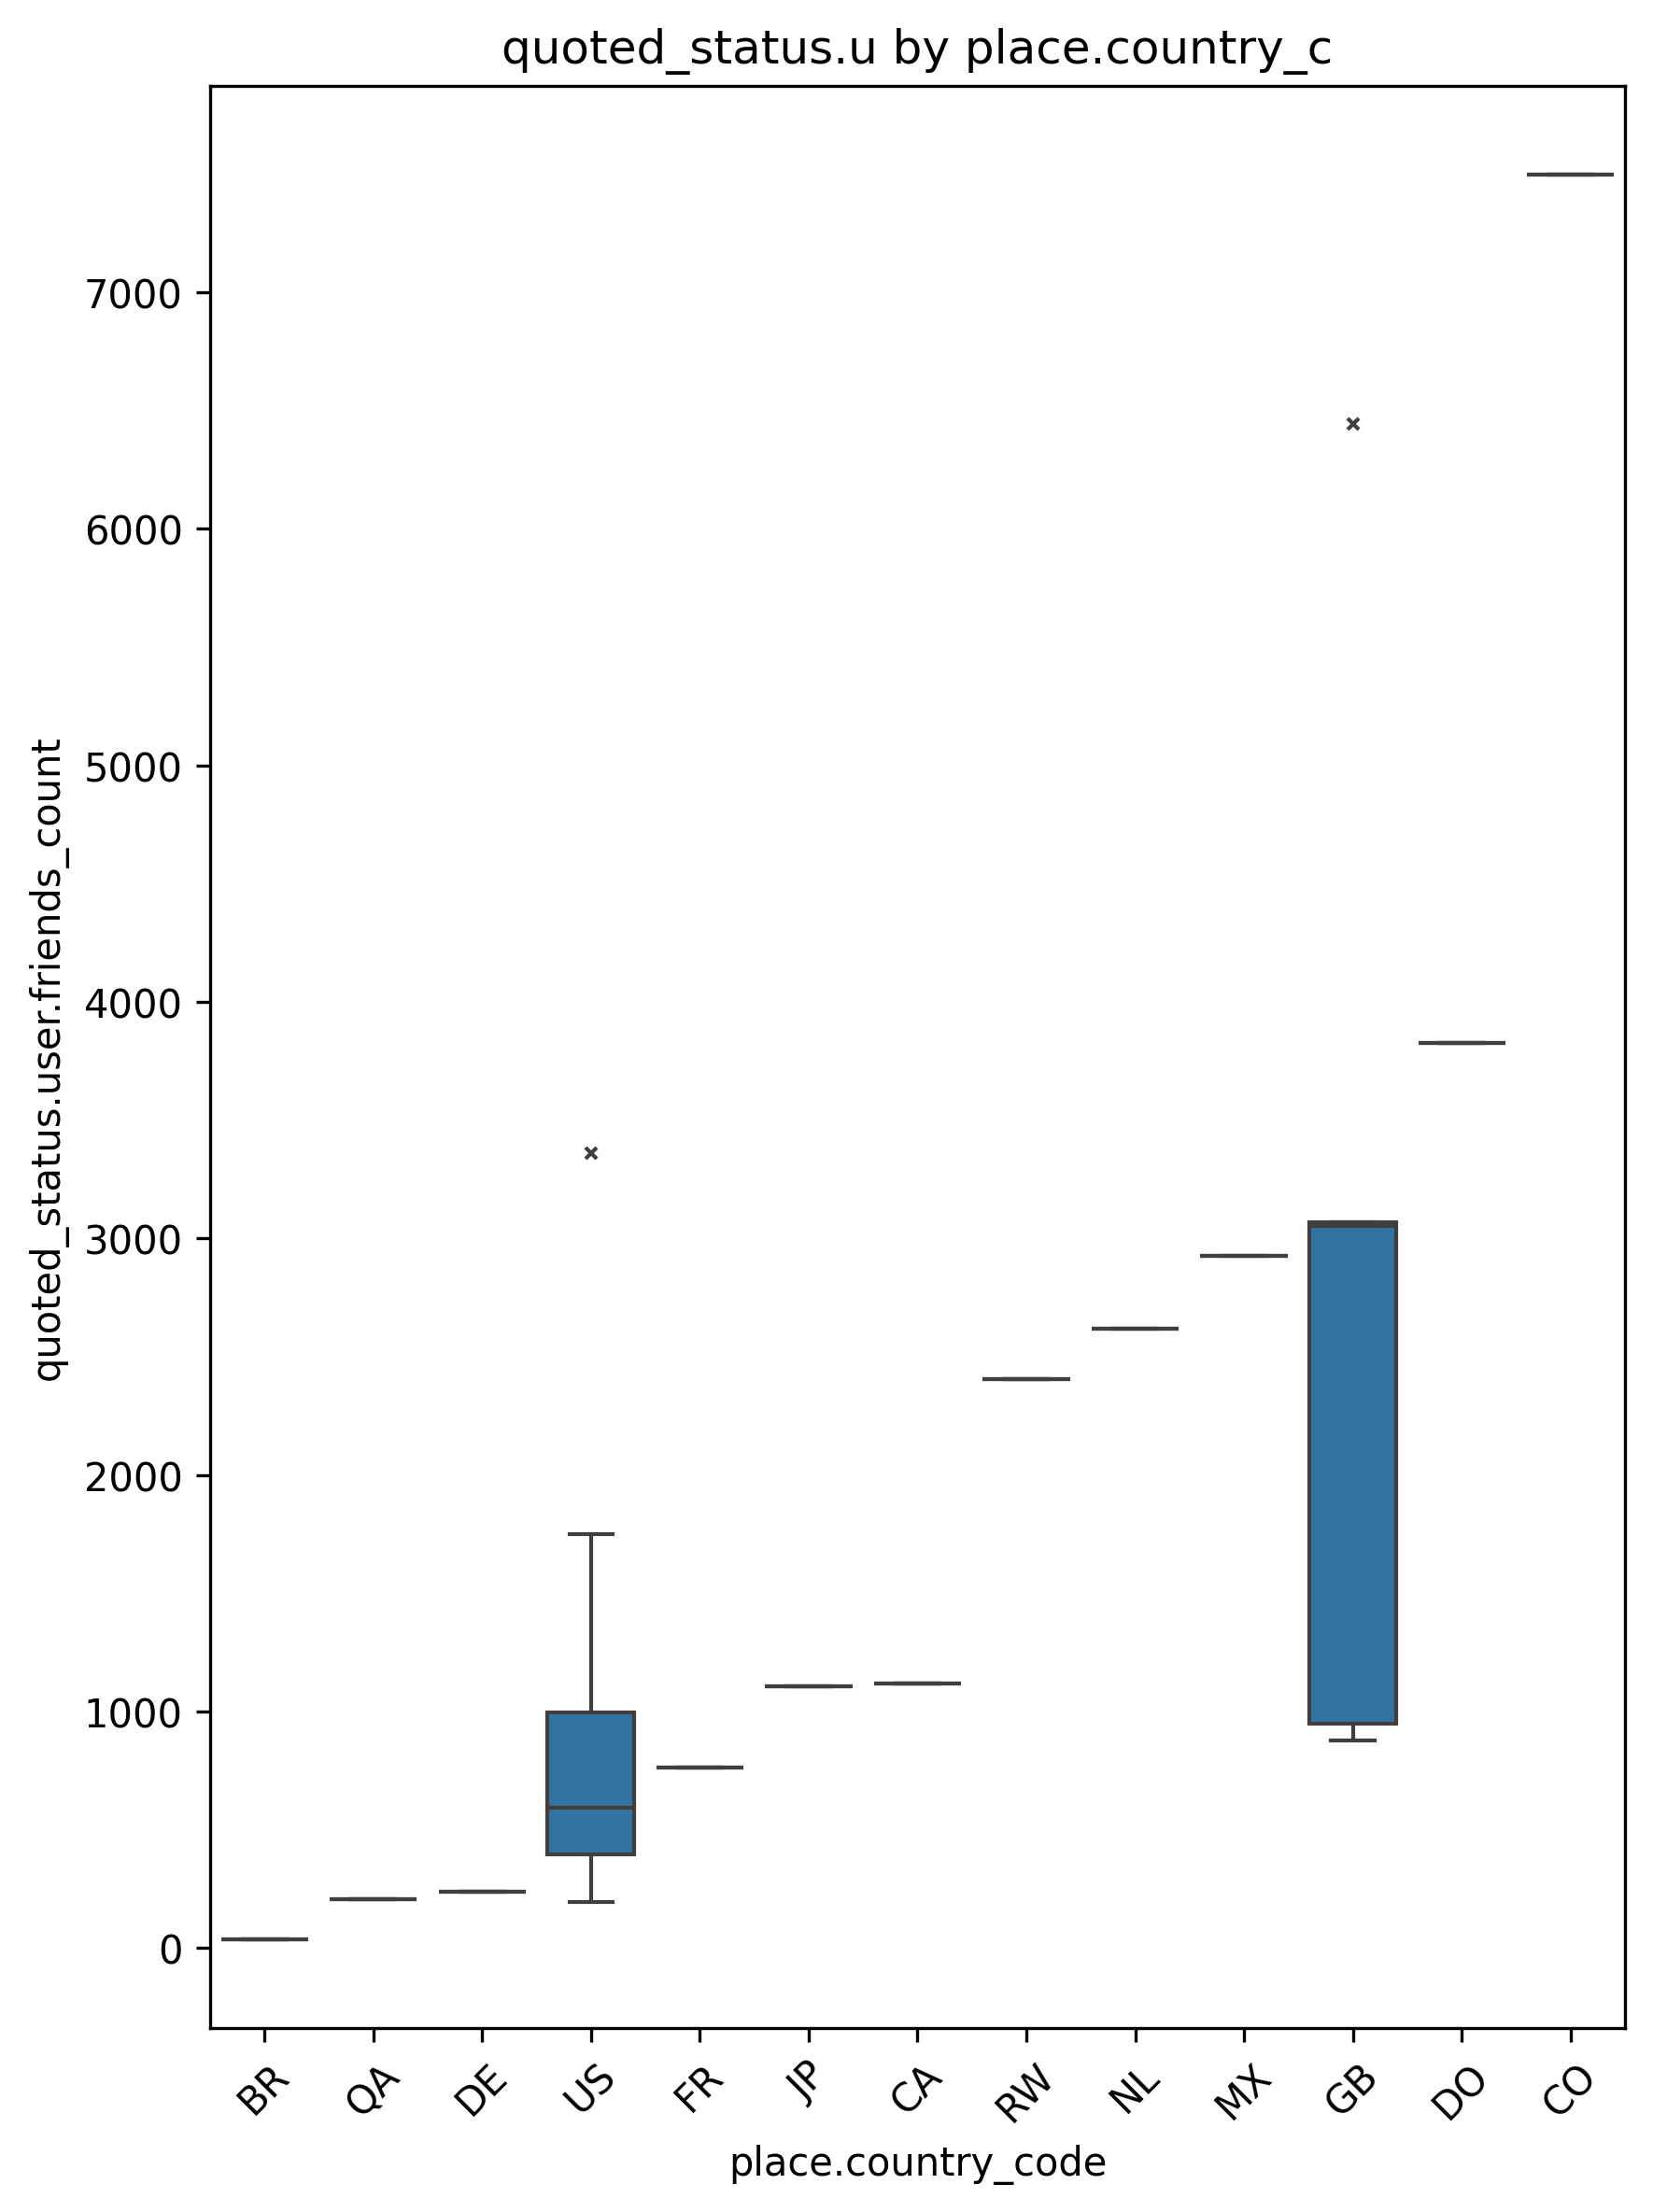 quoted_status.u by place.country_c
quoted_status.user.friends_count
7000
6000
5000
4000
3000
2000
1000
0
BR
QA
DE
US
FR
JP
CA
RW
NL
MX
GB
DO
CO
place.country_code